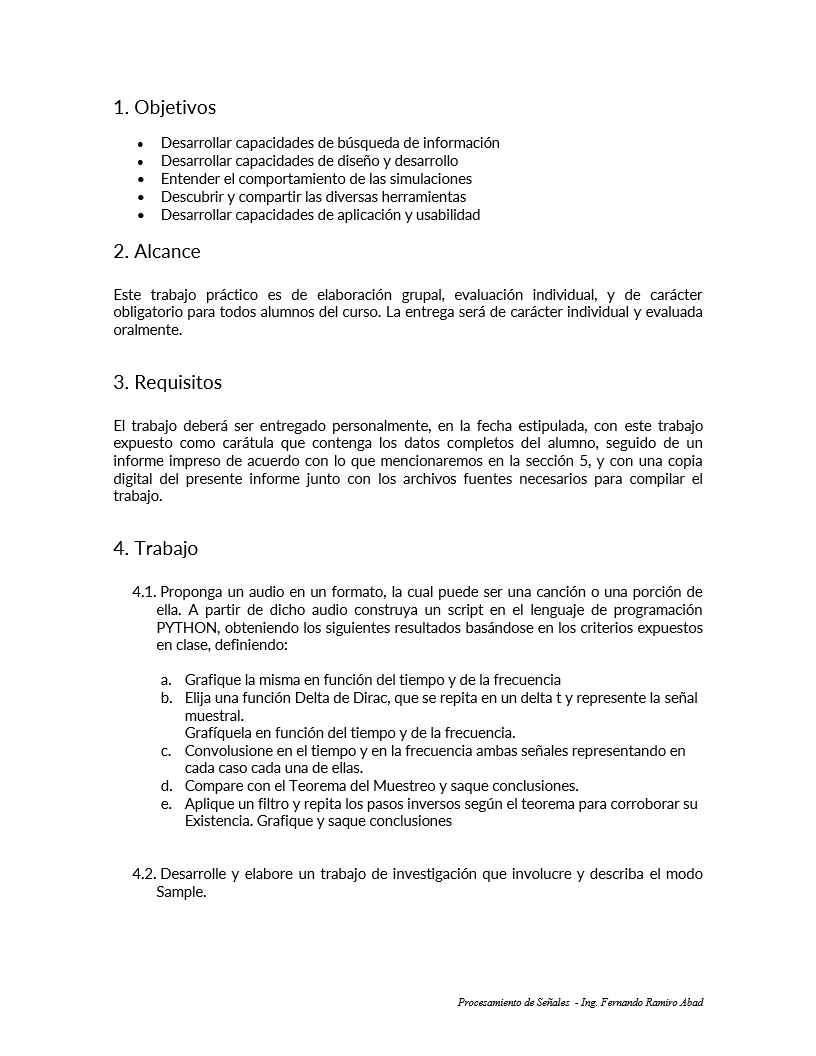 1. Objetivos
• Desarrollar capacidades de búsqueda de información
• Desarrollar capacidades de diseño y desarrollo
• Entender el comportamiento de las simulaciones
• Descubrir y compartir las diversas herramientas
• Desarrollar capacidades de aplicación y usabilidad
2. Alcance
Este trabajo práctico es de elaboración grupal, evaluación individual, y de carácter
obligatorio para todos alumnos del curso. La entrega será de carácter individual y evaluada
oralmente.
3. Requisitos
El trabajo deberá ser entregado personalmente, en la fecha estipulada, con este trabajo
expuesto como carátula que contenga los datos completos del alumno, seguido de un
informe impreso de acuerdo con lo que mencionaremos en la sección 5, y con una copia
digital del presente informe junto con los archivos fuentes necesarios para compilar el
trabajo.
4. Trabajo
4.1. Proponga un audio en un formato, la cual puede ser una canción o una porción de
ella. A partir de dicho audio construya un script en el lenguaje de programación
PYTHON, obteniendo los siguientes resultados basándose en los criterios expuestos
en clase, definiendo:
a. Grafique la misma en función del tiempo y de la frecuencia
b. Elija una función Delta de Dirac, que se repita en un delta t y represente la señal
muestral.
Grafíquela en función del tiempo y de la frecuencia.
c. Convolusione en el tiempo y en la frecuencia ambas señales representando en
cada caso cada una de ellas.
d. Compare con el Teorema del Muestreo y saque conclusiones.
e. Aplique un filtro y repita los pasos inversos según el teorema para corroborar su
Existencia. Grafique y saque conclusiones
4.2. Desarrolle y elabore un trabajo de investigación que involucre y describa el modo
Sample.
Procesamiento de Señales - Ing. Fernando Ramiro Abad